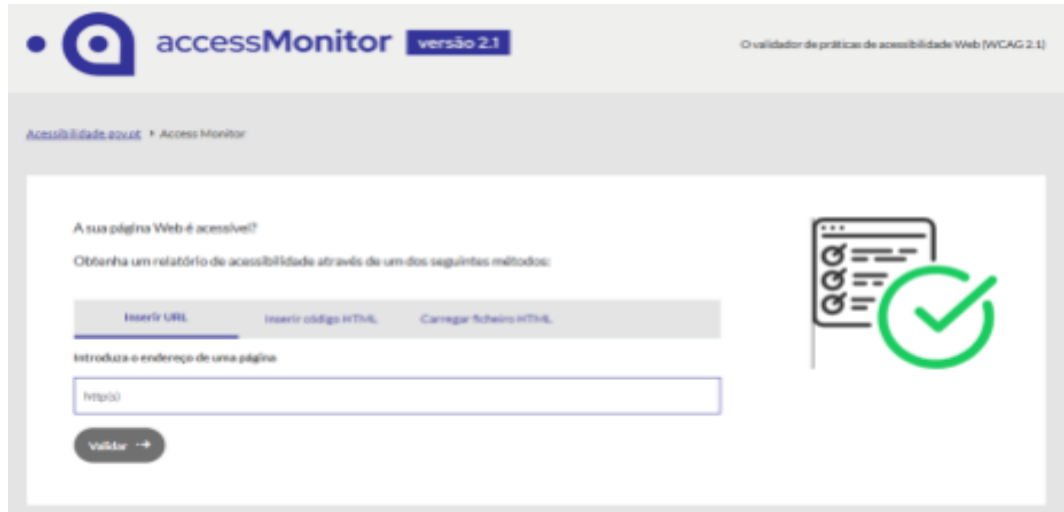 accessMonitor versão 2.1
O validador de práticas de acessibilidade Web (WCAG 2.1)
Acessibilidade.gov.pt Access Monitor
A sua página Web é acessível?
Obtenha um relatório de acessibilidade através de um dos seguintes métodos:
Inserir URL Inserir código HTML Carregar ficheiro HTML
Introduza o endereço de uma página
http(s)
Validar